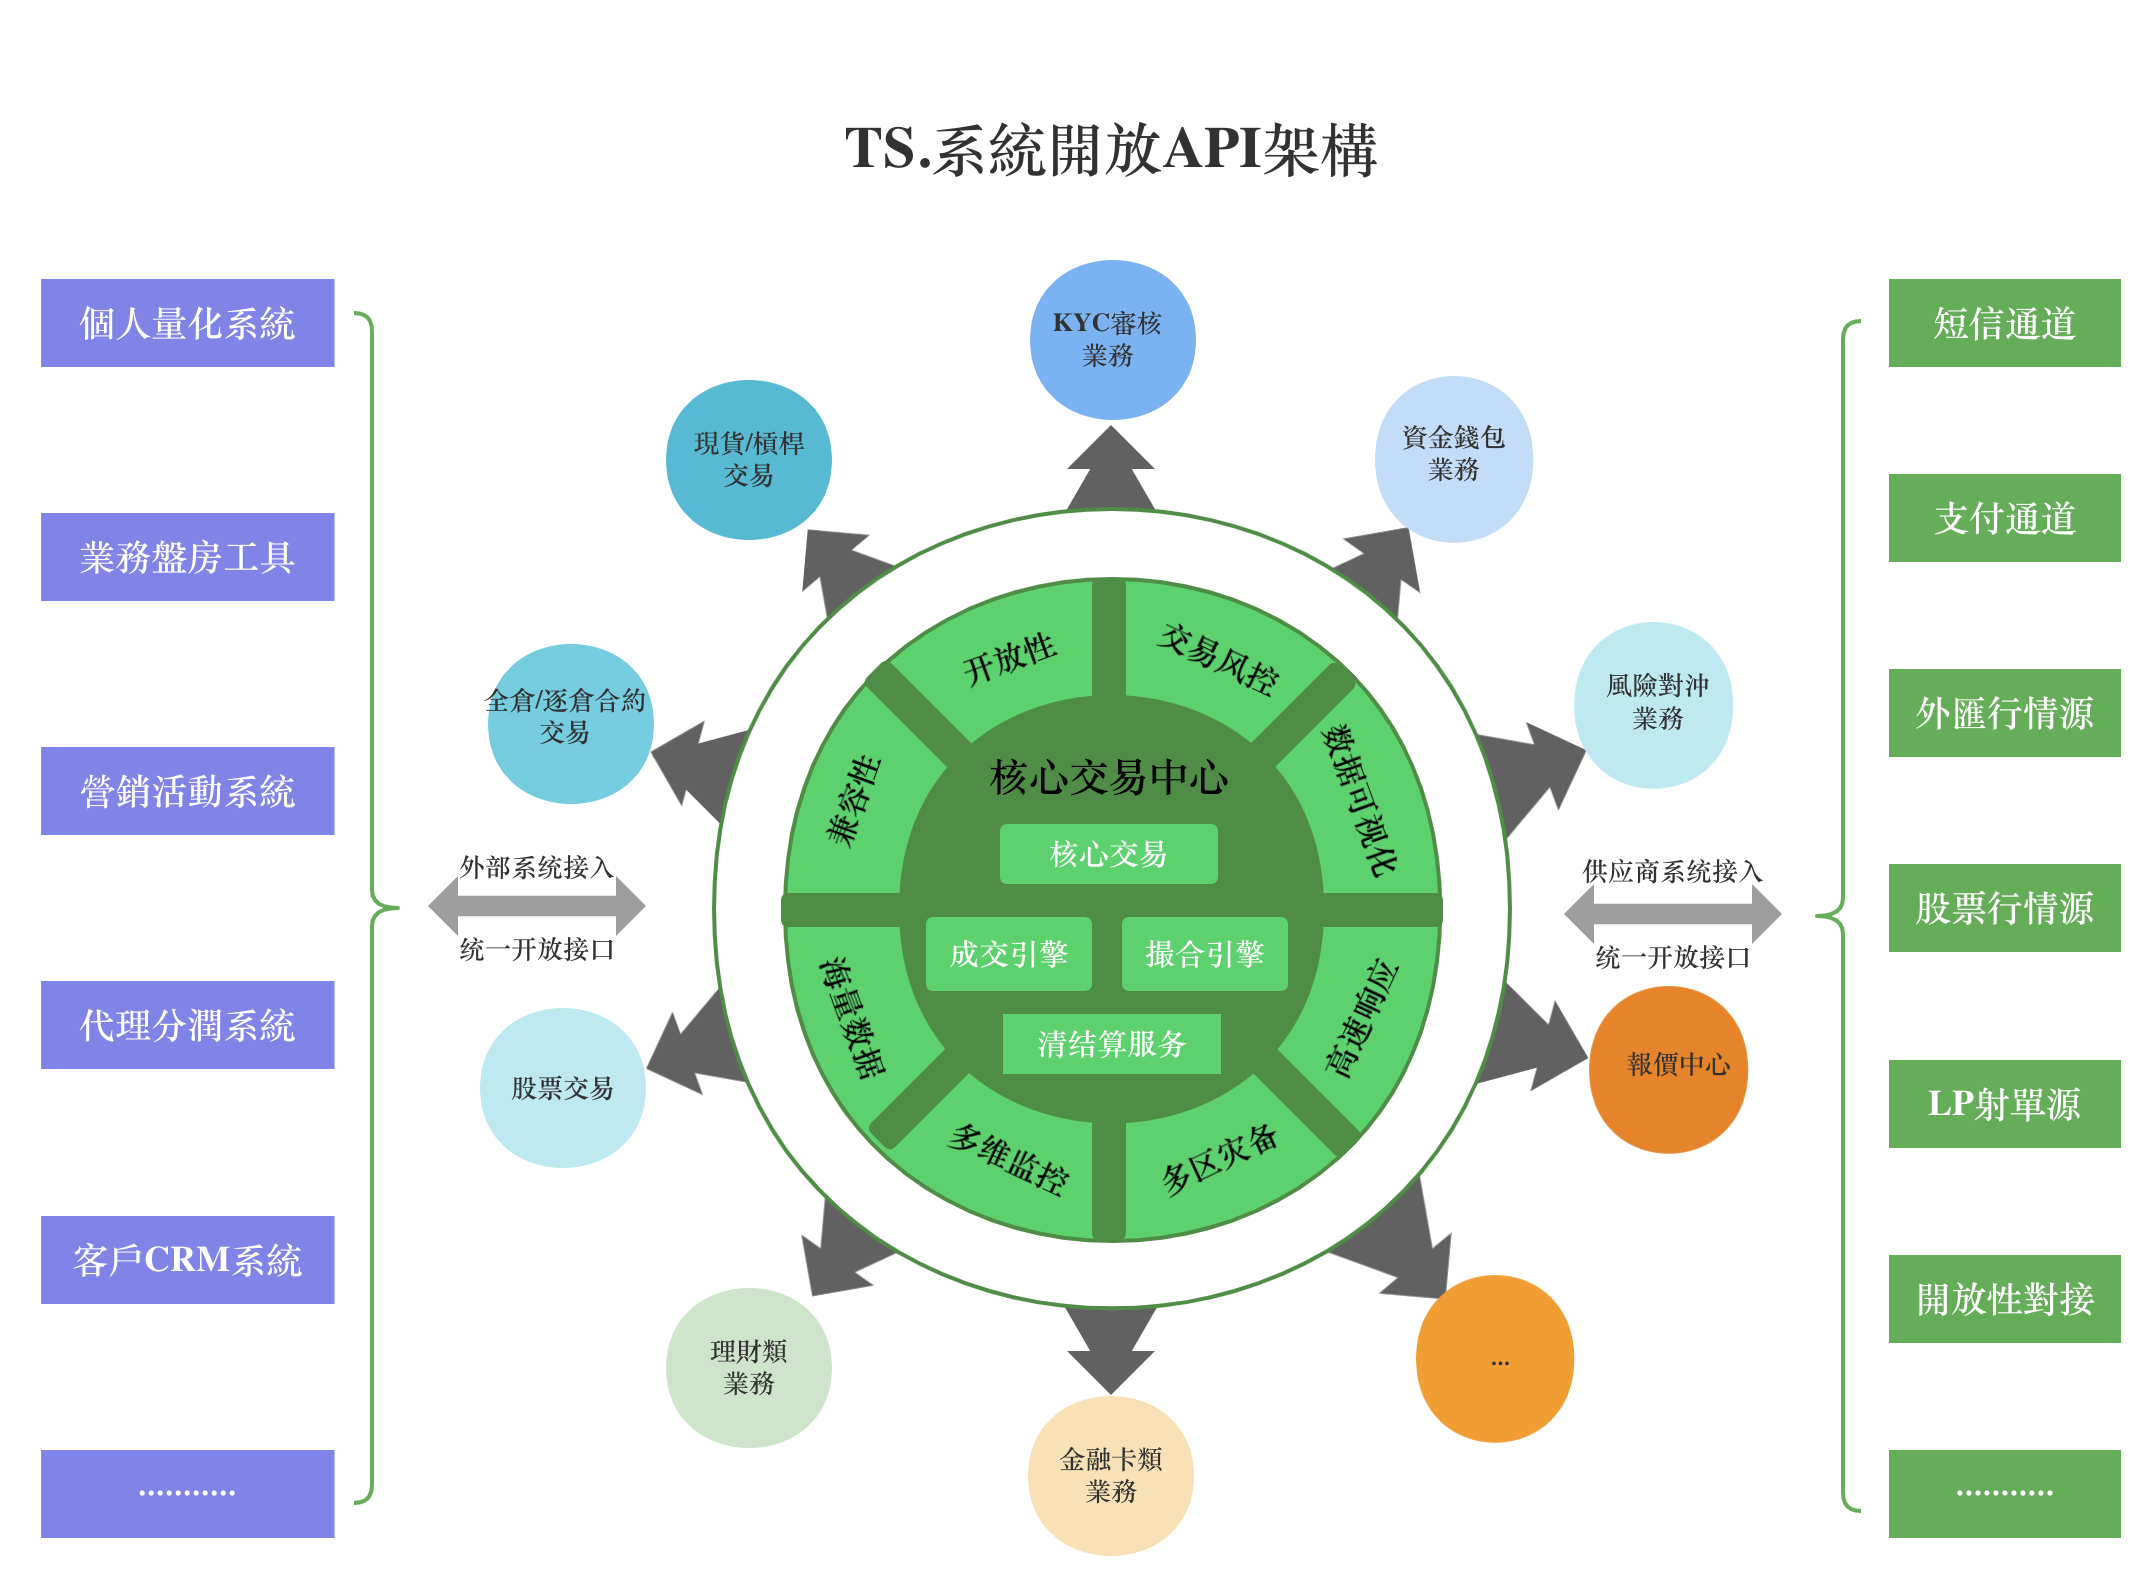 TS.系統開放API架構
個人量化系統
業務盤房工具
營銷活動系統
代理分潤系統
客戶CRM系統
...........
外部系统接入
统一开放接口
KYC審核
業務
現貨/槓桿
交易
資金錢包
業務
全倉/逐倉合約
交易
風險對沖
業務
股票交易
報價中心
理財類
業務
金融卡類
業務
...
开放性
交易风控
兼容性
数据可视化
海量数据
高速响应
多维监控
多区灾备
核心交易中心
核心交易
成交引擎
撮合引擎
清结算服务
供应商系统接入
统一开放接口
短信通道
支付通道
外匯行情源
股票行情源
LP射單源
開放性對接
...........